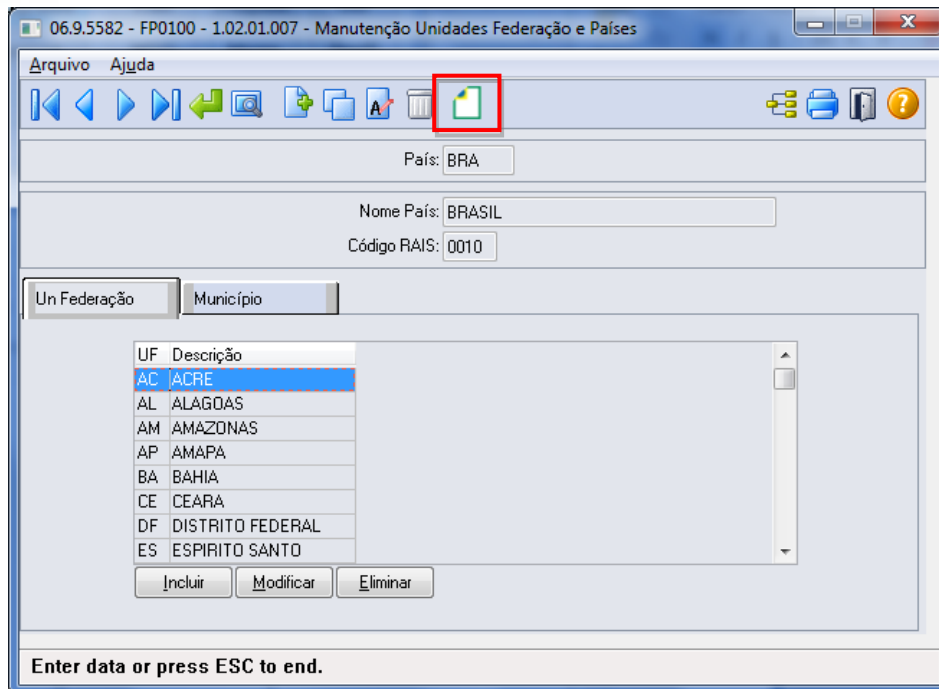 06.9.5582 - FP0100 - 1.02.01.007 - Manutenção Unidades Federação e Países
Arquivo Ajuda
País: BRA
Nome País: BRASIL
Código RAIS: 0010
Un Federação Município
UF Descrição
AC ACRE
AL ALAGOAS
AM AMAZONAS
AP AMAPA
BA BAHIA
CE CEARA
DF DISTRITO FEDERAL
ES ESPIRITO SANTO
Incluir Modificar Eliminar
Enter data or press ESC to end.